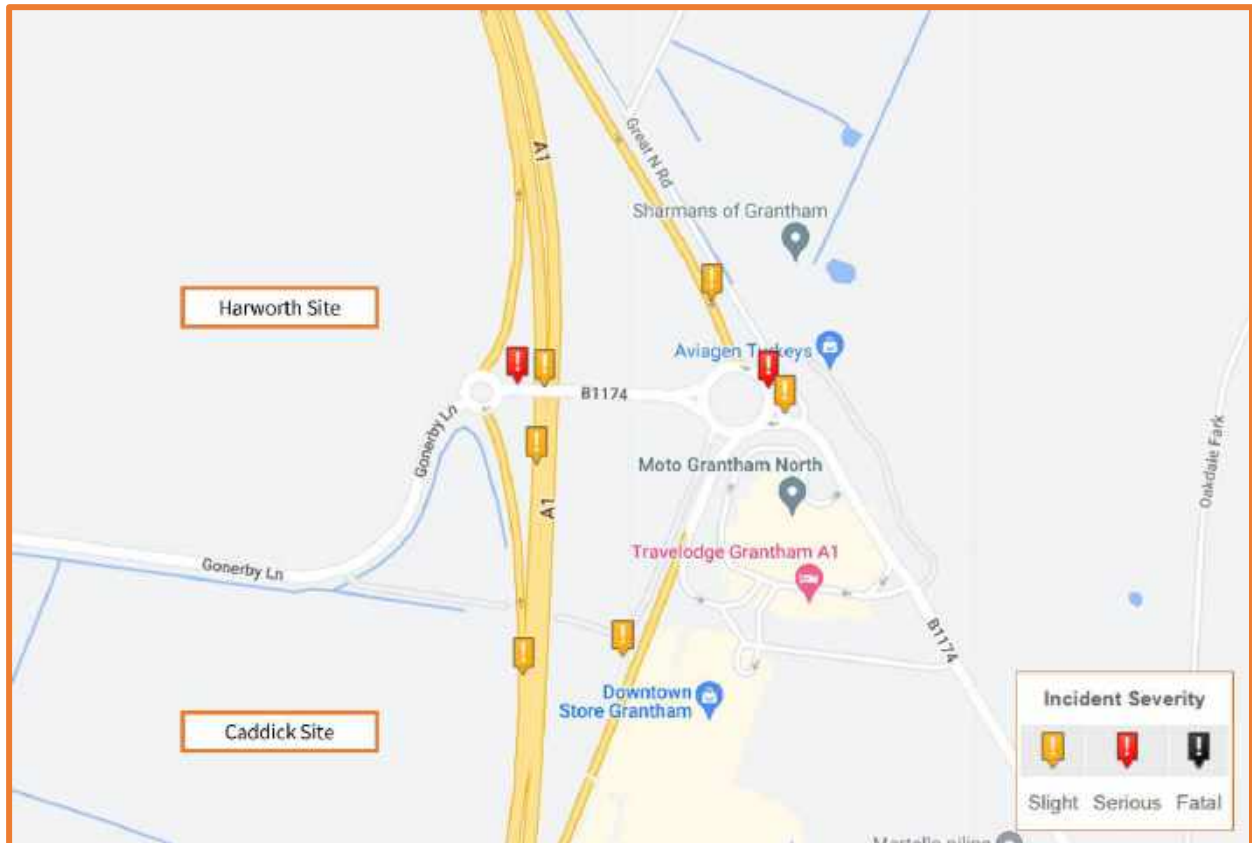 A1
Great N Rd
Sharmans of Grantham
Harworth Site
Aviagen Turkeys
B1174
Gonerby Ln
Oakdale Fark
Moto Grantham North
A1
Travelodge Grantham A1
Gonerby Ln
B1174
Downtown
Store Grantham
Caddick Site
Incident Severity
Slight Serious Fatal